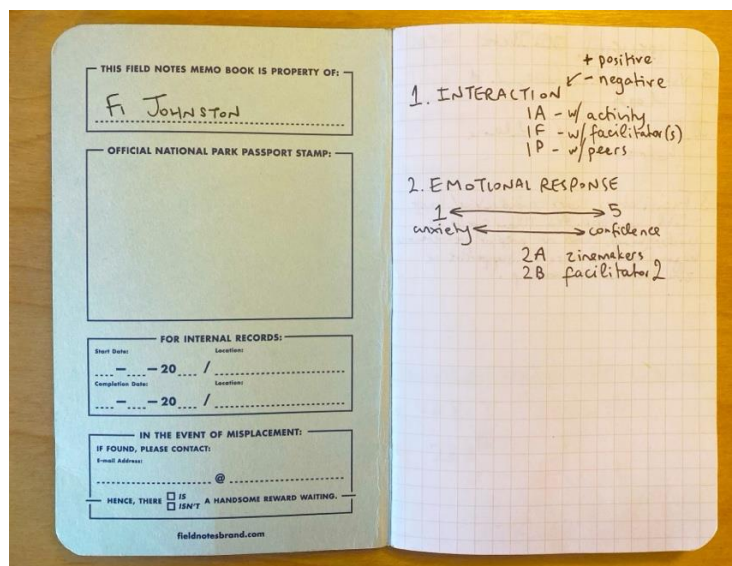 THIS FIELD NOTES MEMO BOOK IS PROPERTY OF:
Fi JOHNSTON
OFFICIAL NATIONAL PARK PASSPORT STAMP:
FOR INTERNAL RECORDS:
Start Date: Location:
— — 20 /
Completion Date: Location:
— — 20 /
IN THE EVENT OF MISPLACEMENT:
IF FOUND, PLEASE CONTACT:
E-mail Address:
@
HENCE, THERE □ IS
□ ISN'T A HANDSOME REWARD WAITING.
fieldnotesbrand.com
+ positive
↙ - negative
1. INTERACTION
1A - w/ activity
1F - w/ facilitator(s)
1P - w/ peers
2. EMOTIONAL RESPONSE
1 ↔ 5
anxiety ↔ confidence
2A zinemakers
2B facilitator 2